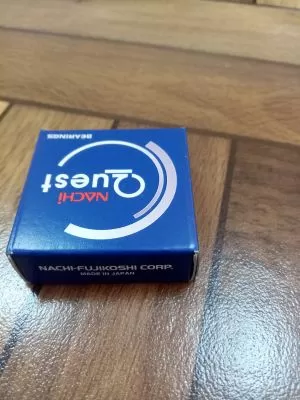 NACHi
Quest
BEARINGS
NACHI-FUJIKOSHI CORP.
MADE IN JAPAN